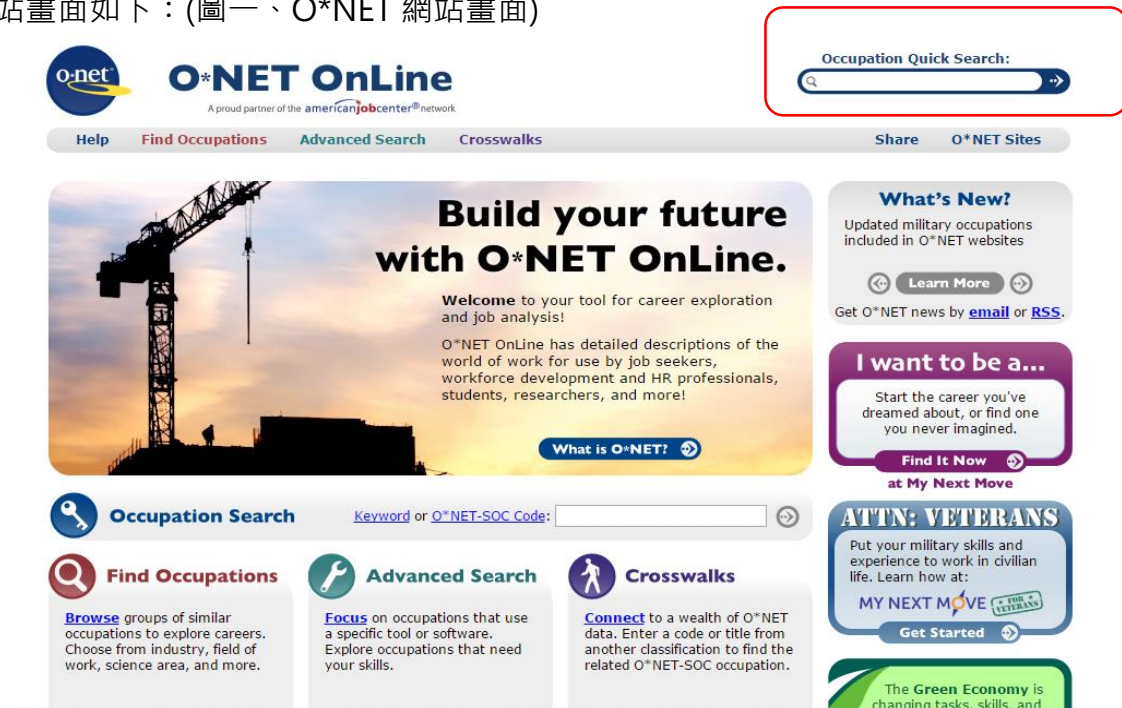 站畫面如下：(圖一、O*NET 網站畫面)
o·net
O*NET OnLine
A proud partner of the americanjobcenter® network
Occupation Quick Search:
Help Find Occupations Advanced Search Crosswalks Share O*NET Sites
Build your future
with O*NET OnLine.
Welcome to your tool for career exploration
and job analysis!
O*NET OnLine has detailed descriptions of the
world of work for use by job seekers,
workforce development and HR professionals,
students, researchers, and more!
What is O*NET?
What's New?
Updated military occupations
included in O*NET websites
Learn More
Get O*NET news by email or RSS.
I want to be a...
Start the career you've
dreamed about, or find one
you never imagined.
Find It Now
at My Next Move
Occupation Search Keyword or O*NET-SOC Code:
Find Occupations
Browse groups of similar
occupations to explore careers.
Choose from industry, field of
work, science area, and more.
Advanced Search
Focus on occupations that use
a specific tool or software.
Explore occupations that need
your skills.
Crosswalks
Connect to a wealth of O*NET
data. Enter a code or title from
another classification to find the
related O*NET-SOC occupation.
ATTN: VETERANS
Put your military skills and
experience to work in civilian
life. Learn how at:
MY NEXT MOVE FOR VETERANS
Get Started
The Green Economy is
changing tasks, skills, and